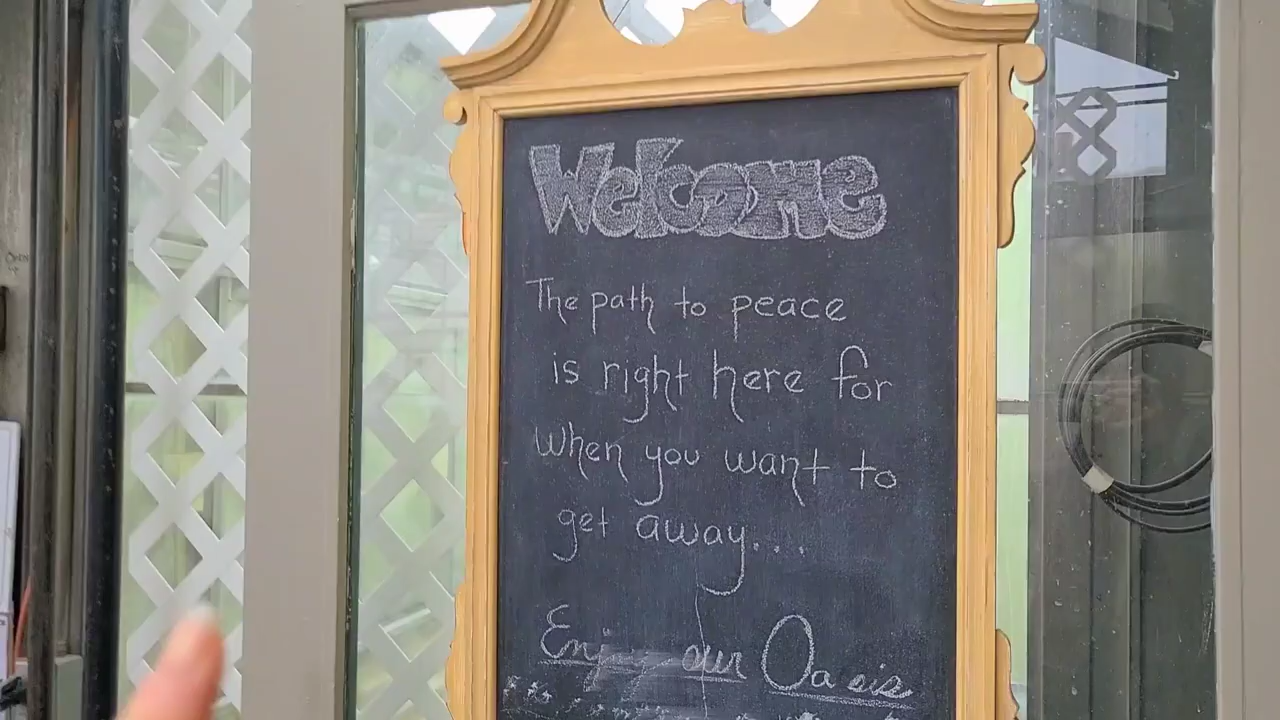 Welcome
The path to peace
is right here for
when you want to
get away...
Enjoy our Oasis